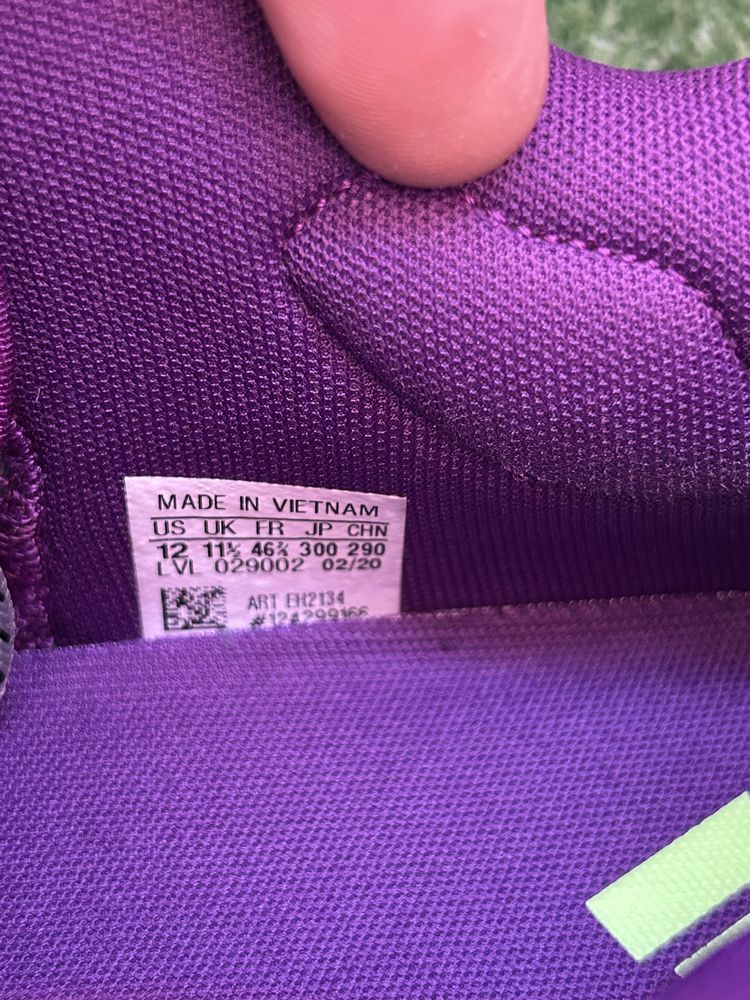 MADE IN VIETNAM
US UK FR JP CHN
12 11½ 46⅔ 300 290
LVL 029002 02/20
ART EH2134
#124299166